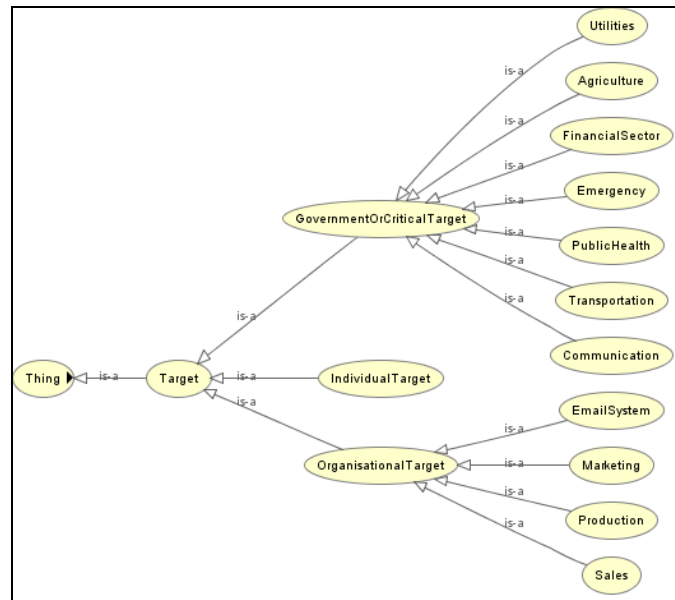 Utilities
is-a
Agriculture
is-a
FinancialSector
is-a
Emergency
is-a
GovernmentOrCriticalTarget
is-a
PublicHealth
is-a
Transportation
is-a
Communication
is-a
Thing
is-a
Target
is-a
IndividualTarget
is-a
EmailSystem
is-a
OrganisationalTarget
is-a
Marketing
is-a
Production
is-a
Sales